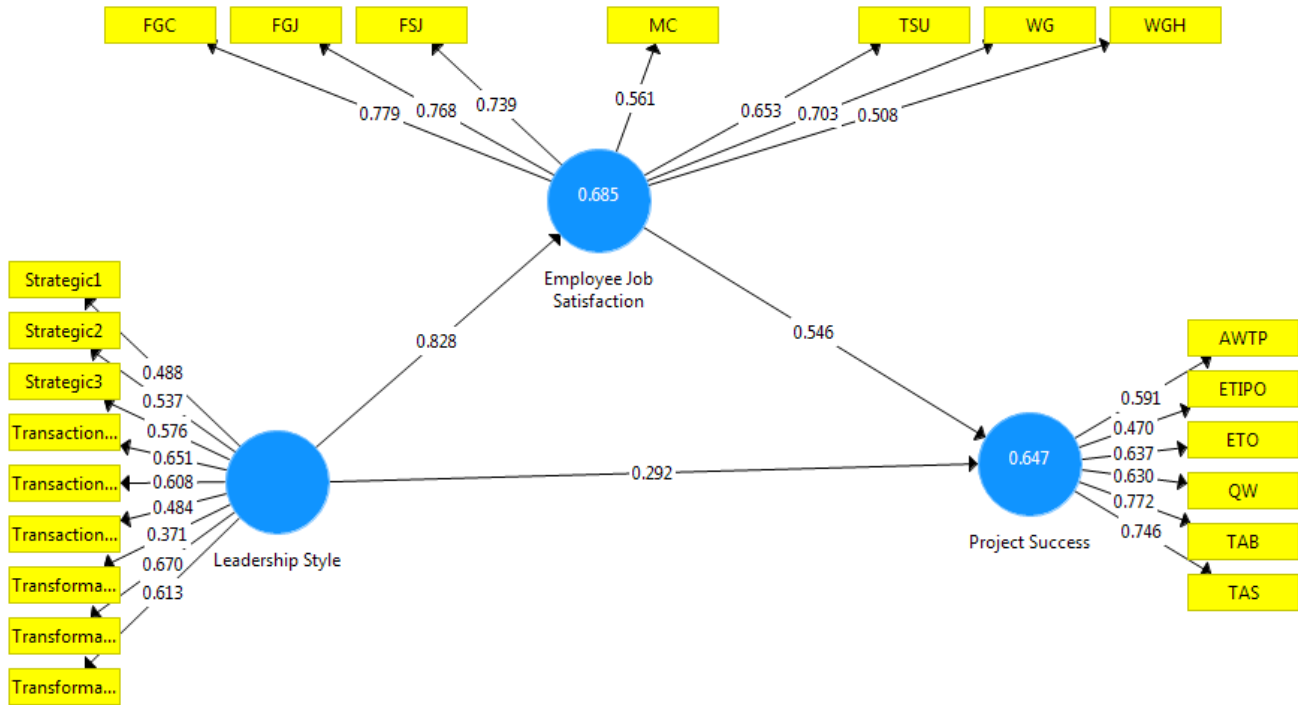 FGC
FGJ
FSJ
MC
TSU
WG
WGH
0.779
0.768
0.739
0.561
0.653
0.703
0.508
0.685
Employee Job
Satisfaction
Strategic1
Strategic2
Strategic3
Transaction...
Transaction...
Transaction...
Transforma...
Transforma...
Transforma...
0.488
0.537
0.576
0.651
0.608
0.484
0.371
0.670
0.613
Leadership Style
0.828
0.546
0.292
0.647
Project Success
0.591
0.470
0.637
0.630
0.772
0.746
AWTP
ETIPO
ETO
QW
TAB
TAS